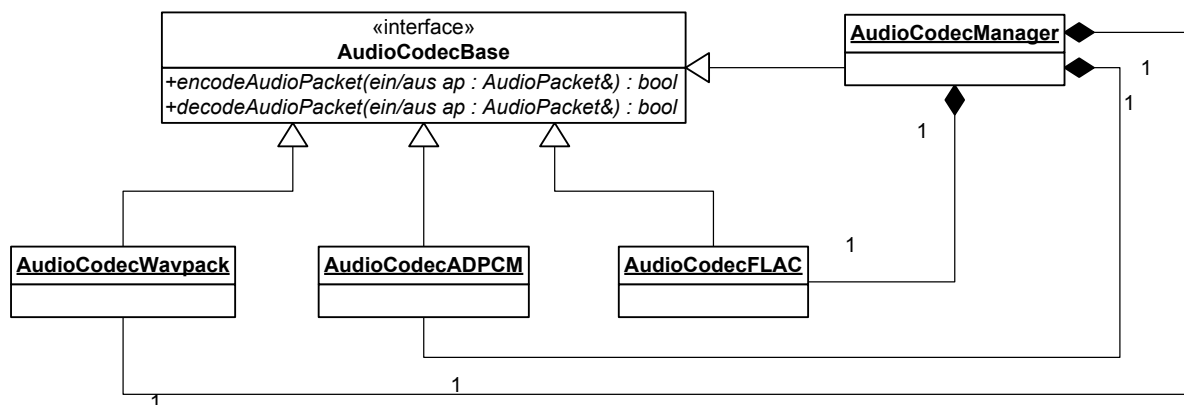 «interface»
AudioCodecBase
+encodeAudioPacket(ein/aus ap : AudioPacket&) : bool
+decodeAudioPacket(ein/aus ap : AudioPacket&) : bool
AudioCodecManager
1
1
1
AudioCodecWavpack
AudioCodecADPCM
AudioCodecFLAC
1
1
1